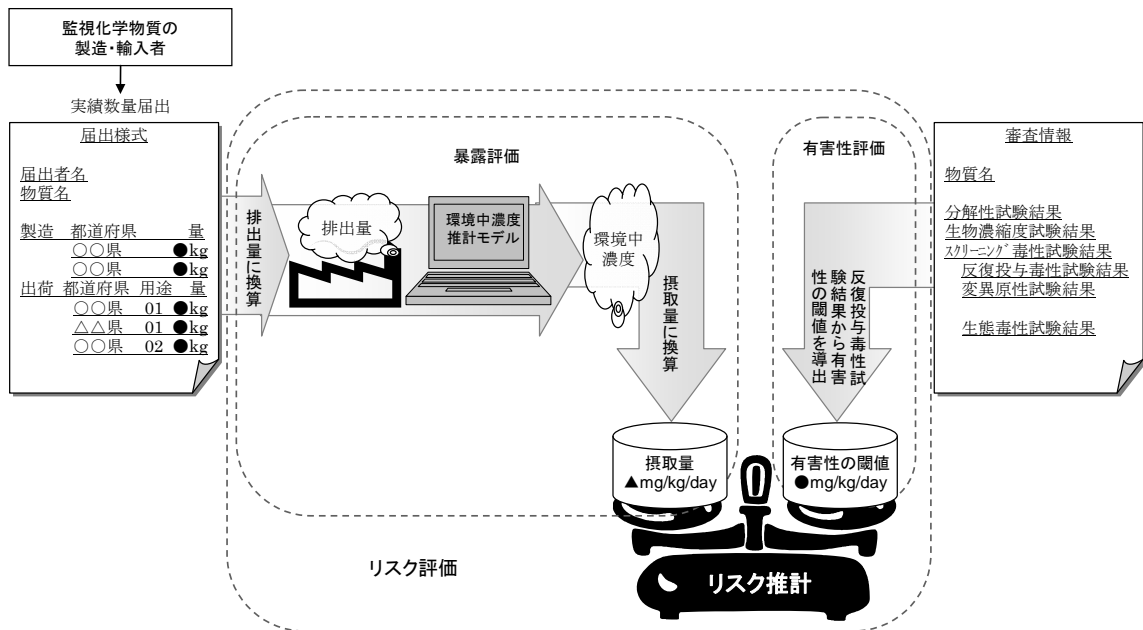 監視化学物質の
製造・輸入者
実績数量届出
届出様式
届出者名
物質名
製造 都道府県 量
○○県 ●kg
○○県 ●kg
出荷 都道府県 用途 量
○○県 01 ●kg
△△県 01 ●kg
○○県 02 ●kg
排出量に換算
暴露評価
排出量
環境中濃度
推計モデル
環境中
濃度
摂取量に換算
摂取量
▲mg/kg/day
有害性評価
反復投与毒性試
験結果から有害
性の閾値を導出
有害性の閾値
●mg/kg/day
審査情報
物質名
分解性試験結果
生物濃縮度試験結果
スクリーニング毒性試験結果
反復投与毒性試験結果
変異原性試験結果
生態毒性試験結果
リスク評価
リスク推計